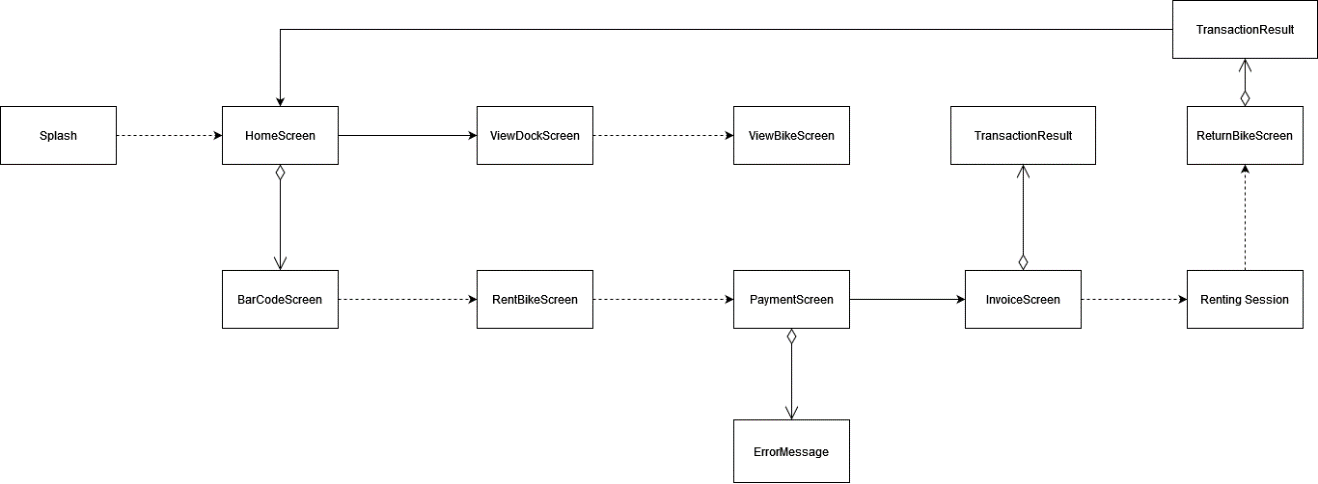 TransactionResult
Splash
HomeScreen
ViewDockScreen
ViewBikeScreen
TransactionResult
ReturnBikeScreen
BarCodeScreen
RentBikeScreen
PaymentScreen
InvoiceScreen
Renting Session
ErrorMessage